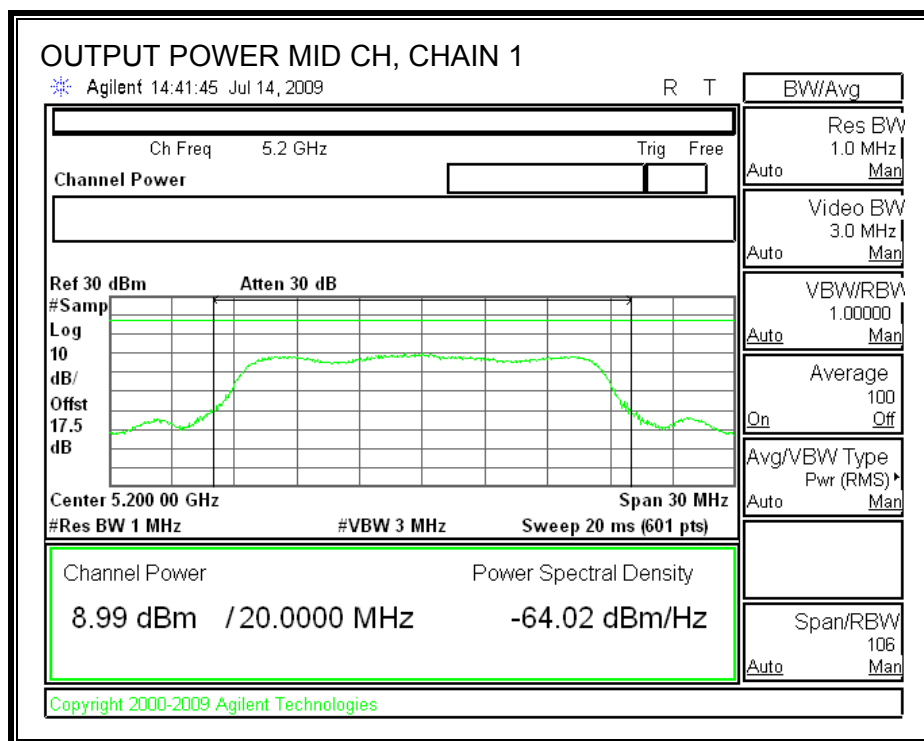 OUTPUT POWER MID CH, CHAIN 1
Agilent 14:41:45 Jul 14, 2009
R T
Ch Freq 5.2 GHz
Trig Free
Channel Power
Ref 30 dBm
Atten 30 dB
#Samp
Log
10
dB/
Offst
17.5
dB
Center 5.200 00 GHz
Span 30 MHz
#Res BW 1 MHz
#VBW 3 MHz
Sweep 20 ms (601 pts)
Channel Power
Power Spectral Density
8.99 dBm / 20.0000 MHz
-64.02 dBm/Hz
Copyright 2000-2009 Agilent Technologies
BW/Avg
Res BW
1.0 MHz
Auto Man
Video BW
3.0 MHz
Auto Man
VBW/RBW
1.00000
Auto Man
Average
100
On Off
Avg/VBW Type
Pwr (RMS)
Auto Man
Span/RBW
106
Auto Man